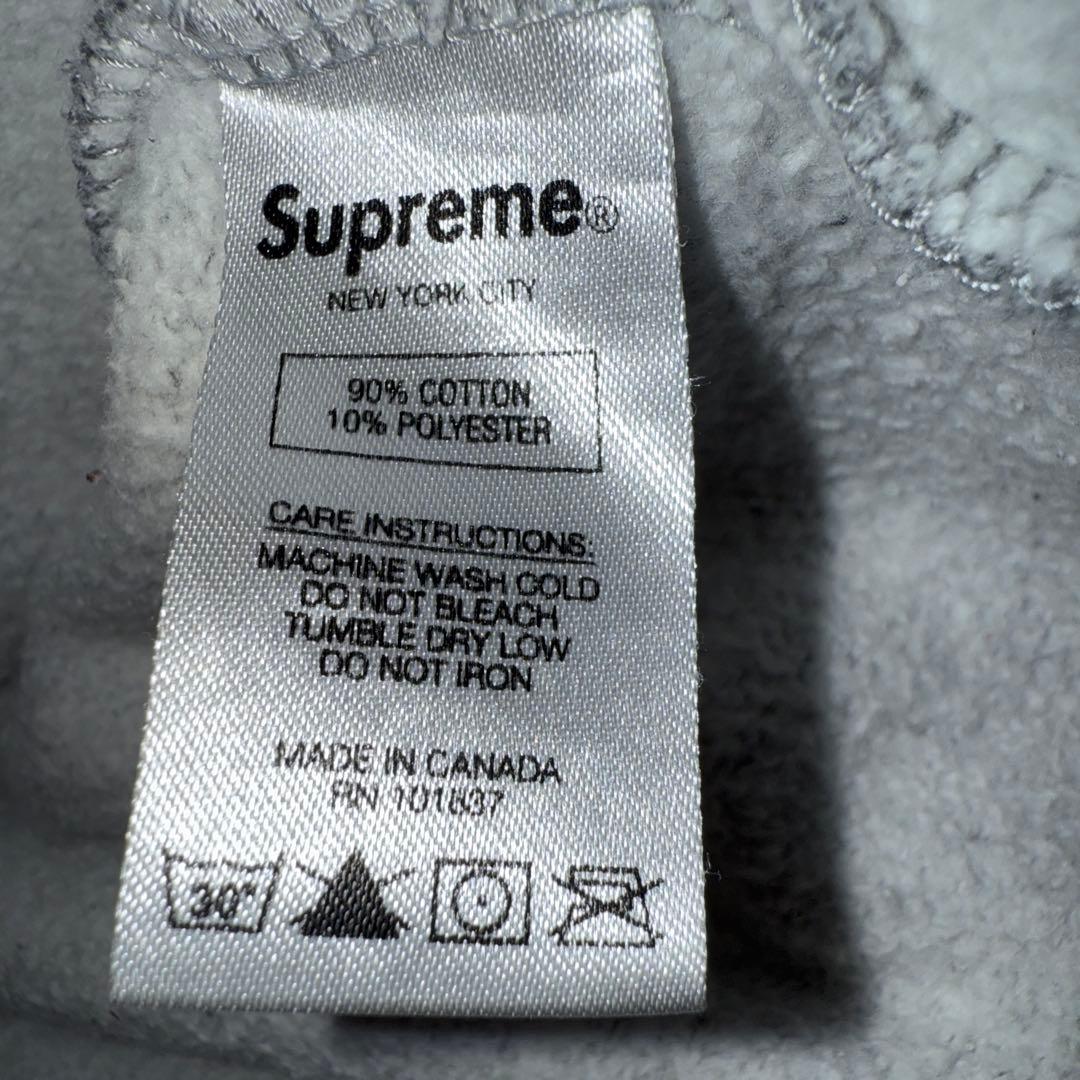 Supreme®
NEW YORK CITY
90% COTTON
10% POLYESTER
CARE INSTRUCTIONS:
MACHINE WASH COLD
DO NOT BLEACH
TUMBLE DRY LOW
DO NOT IRON
MADE IN CANADA
RN 101837
30°